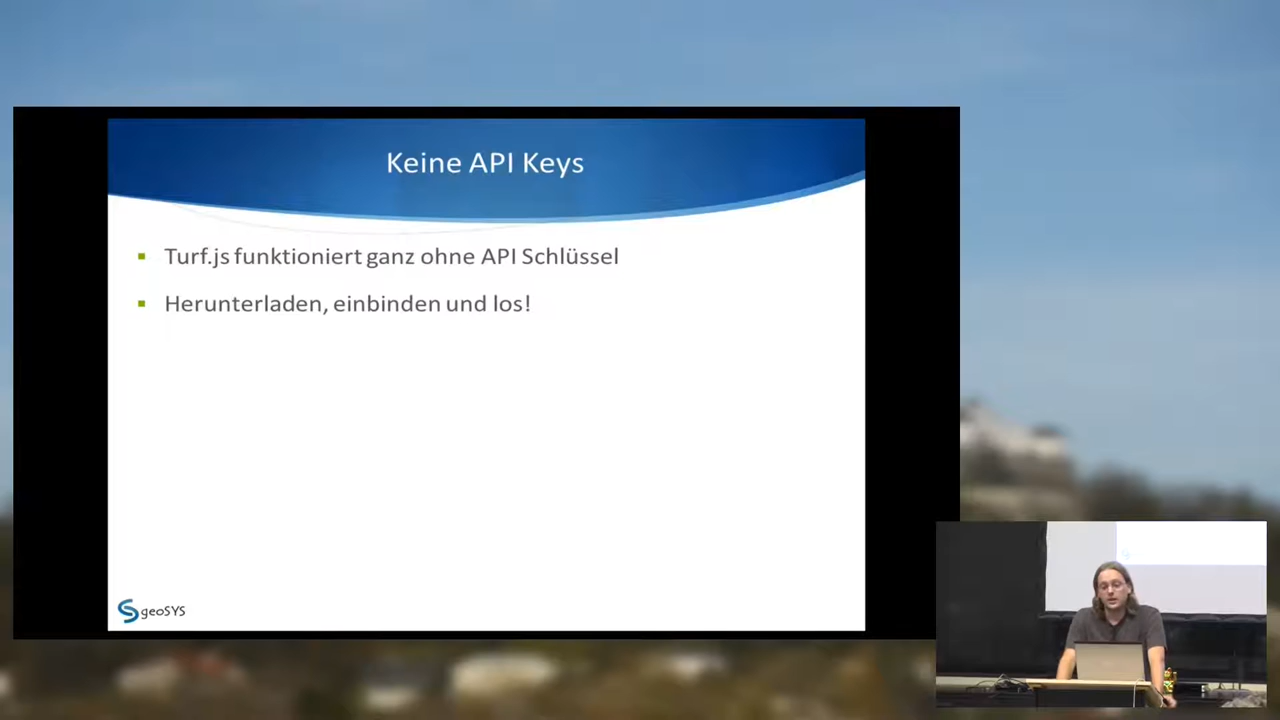 Keine API Keys
Turf.js funktioniert ganz ohne API Schlüssel
Herunterladen, einbinden und los!
geoSYS